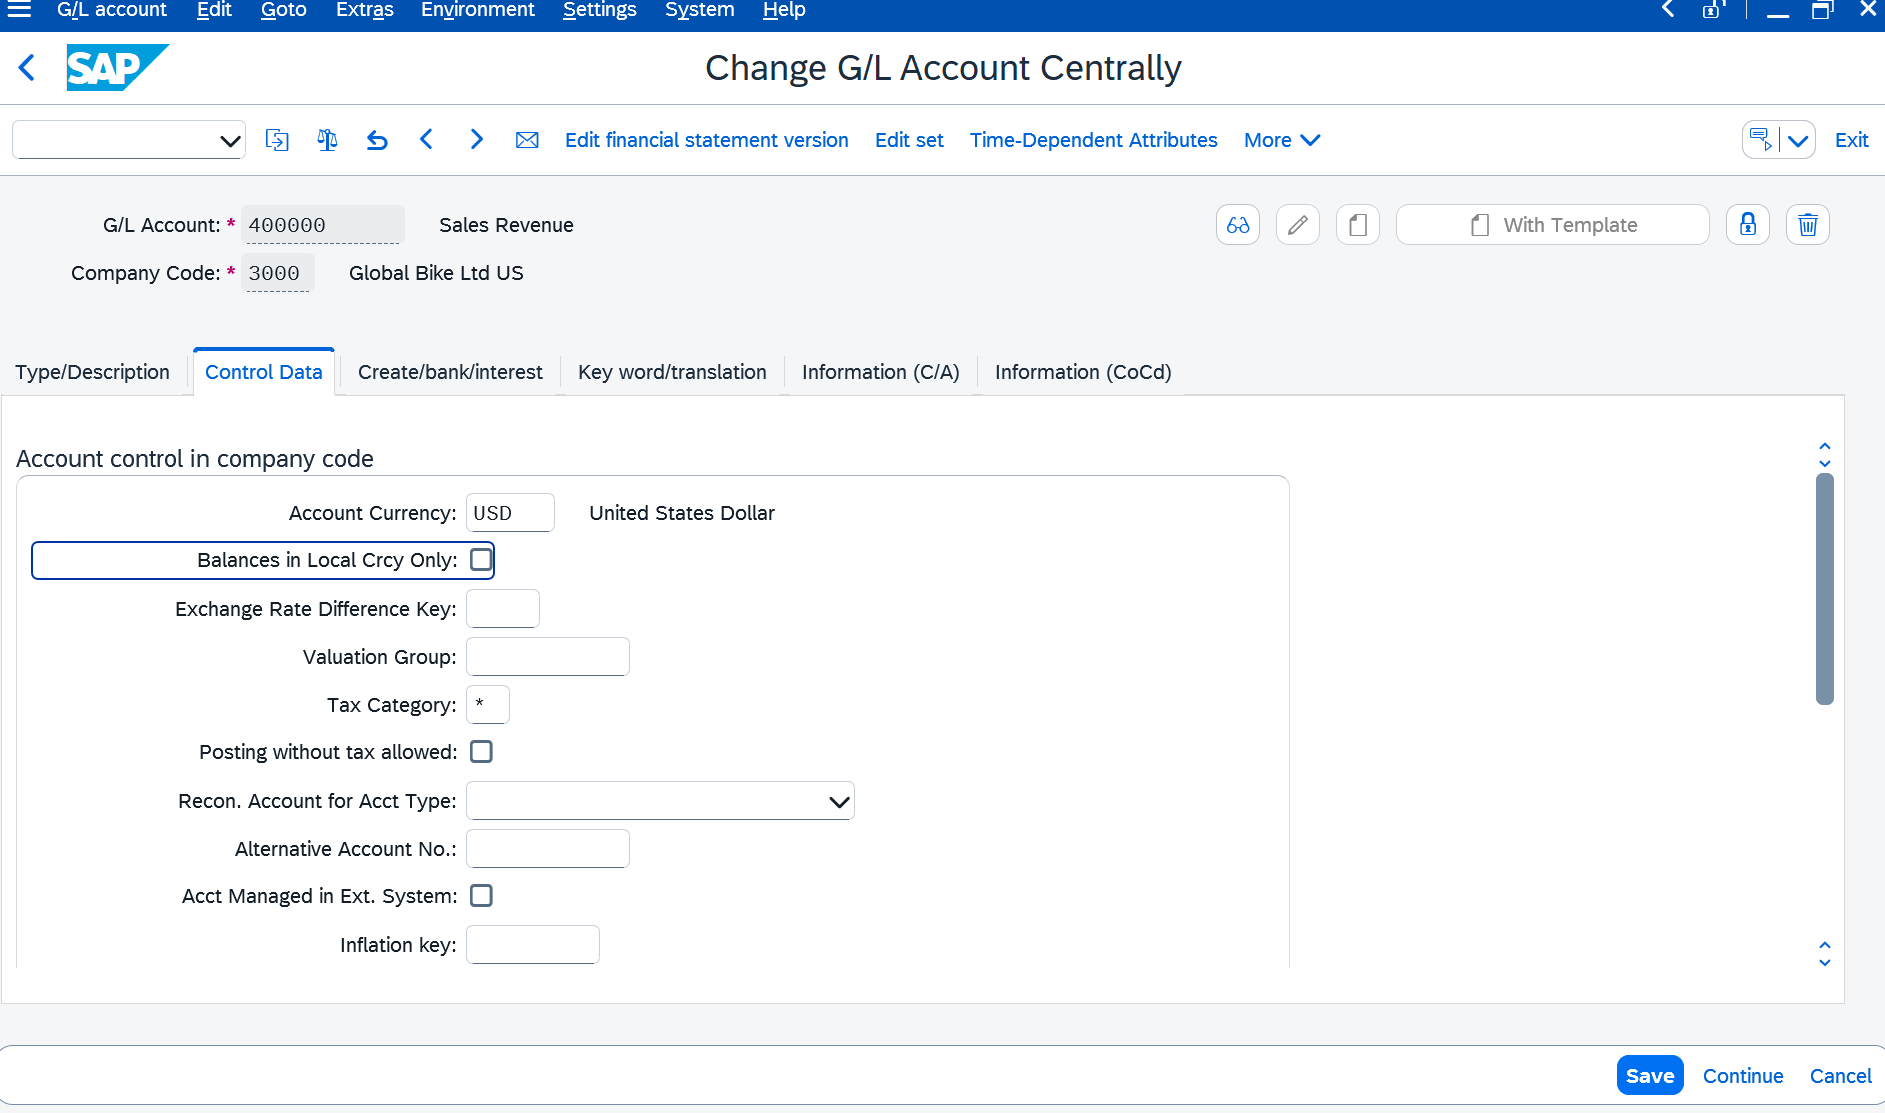 G/L account Edit Goto Extras Environment Settings System Help
SAP Change G/L Account Centrally
Edit financial statement version Edit set Time-Dependent Attributes More Exit
G/L Account: * 400000 Sales Revenue With Template
Company Code: * 3000 Global Bike Ltd US
Type/Description Control Data Create/bank/interest Key word/translation Information (C/A) Information (CoCd)
Account control in company code
Account Currency: USD United States Dollar
Balances in Local Crcy Only:
Exchange Rate Difference Key:
Valuation Group:
Tax Category: *
Posting without tax allowed:
Recon. Account for Acct Type:
Alternative Account No.:
Acct Managed in Ext. System:
Inflation key:
Save Continue Cancel